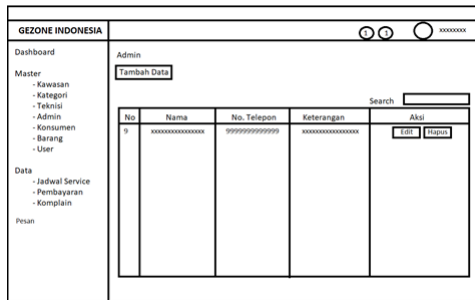 GEZONE INDONESIA
1 1 xxxxxxxx
Dashboard
Master
- Kawasan
- Kategori
- Teknisi
- Admin
- Konsumen
- Barang
- User
Data
- Jadwal Service
- Pembayaran
- Komplain
Pesan
Admin
Tambah Data
Search
No Nama No. Telepon Keterangan Aksi
9 xxxxxxxxxxxxxxx 9999999999999 xxxxxxxxxxxxxxxx Edit Hapus